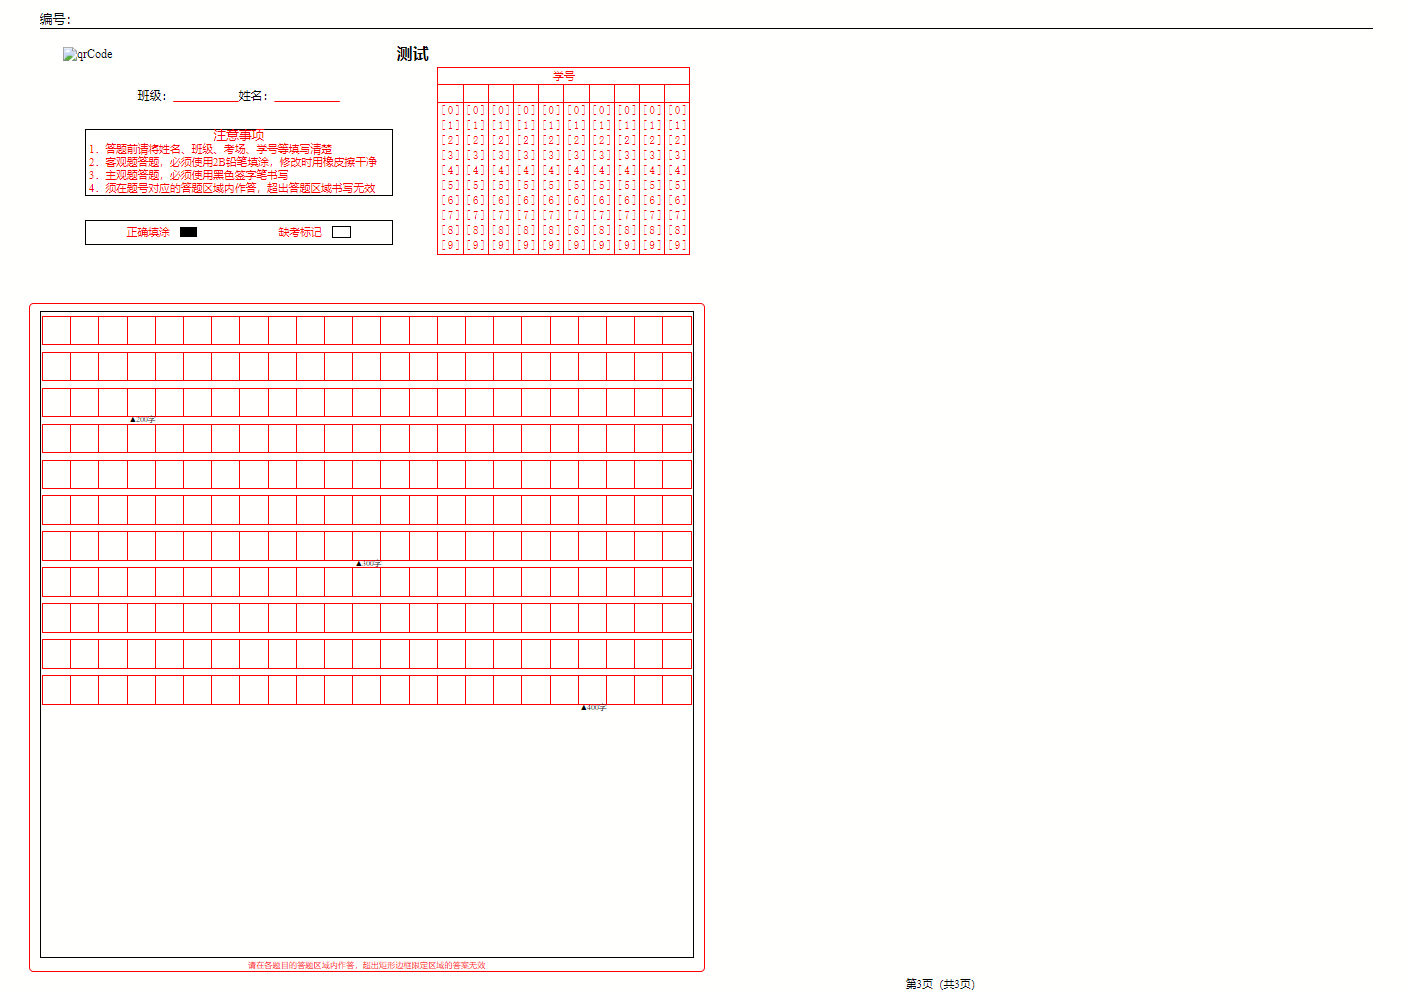 编号：
qrCode
测试
班级：___________姓名：___________
注意事项
1．答题前请将姓名、班级、考场、学号等填写清楚
2．客观题答题，必须使用2B铅笔填涂，修改时用橡皮擦干净
3．主观题答题，必须使用黑色签字笔书写
4．须在题号对应的答题区域内作答，超出答题区域书写无效
正确填涂 缺考标记
学号
[0] [0] [0] [0] [0] [0] [0] [0] [0] [0]
[1] [1] [1] [1] [1] [1] [1] [1] [1] [1]
[2] [2] [2] [2] [2] [2] [2] [2] [2] [2]
[3] [3] [3] [3] [3] [3] [3] [3] [3] [3]
[4] [4] [4] [4] [4] [4] [4] [4] [4] [4]
[5] [5] [5] [5] [5] [5] [5] [5] [5] [5]
[6] [6] [6] [6] [6] [6] [6] [6] [6] [6]
[7] [7] [7] [7] [7] [7] [7] [7] [7] [7]
[8] [8] [8] [8] [8] [8] [8] [8] [8] [8]
[9] [9] [9] [9] [9] [9] [9] [9] [9] [9]
▲200字
▲300字
▲400字
请在各题目的答题区域内作答，超出矩形边框限定区域的答案无效
第3页（共3页）